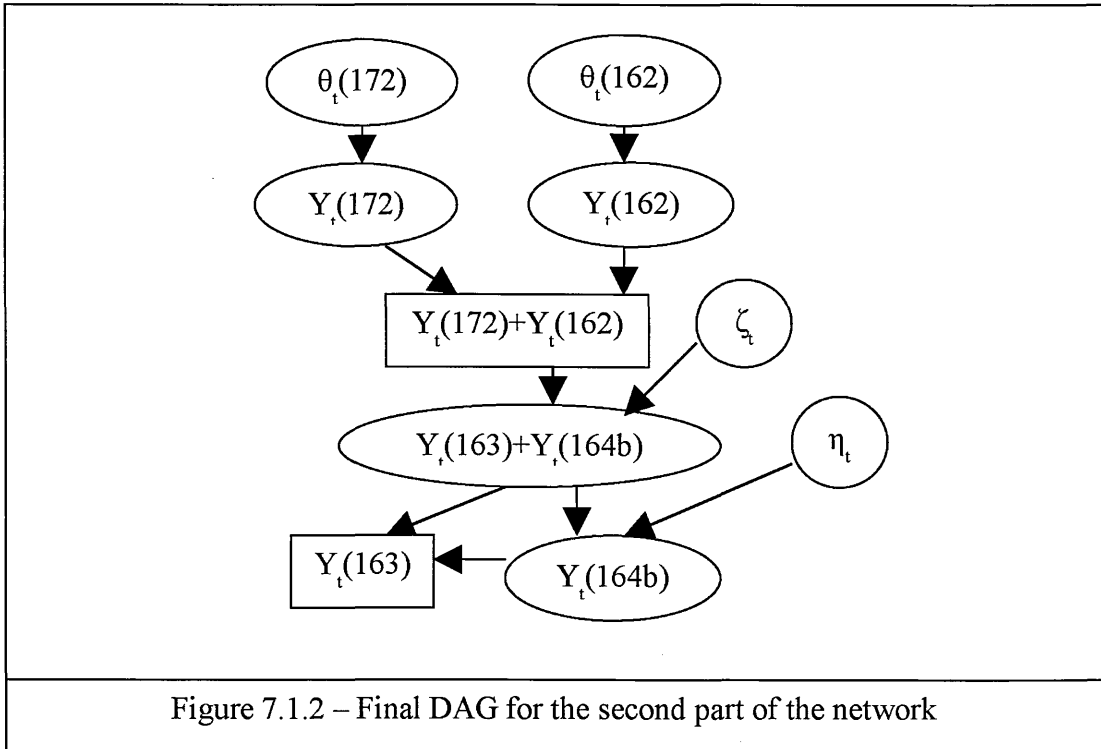 θₜ(172) θₜ(162)
Yₜ(172) Yₜ(162)
Yₜ(172)+Yₜ(162) ζₜ
Yₜ(163)+Yₜ(164b) ηₜ
Yₜ(163) Yₜ(164b)
Figure 7.1.2 – Final DAG for the second part of the network